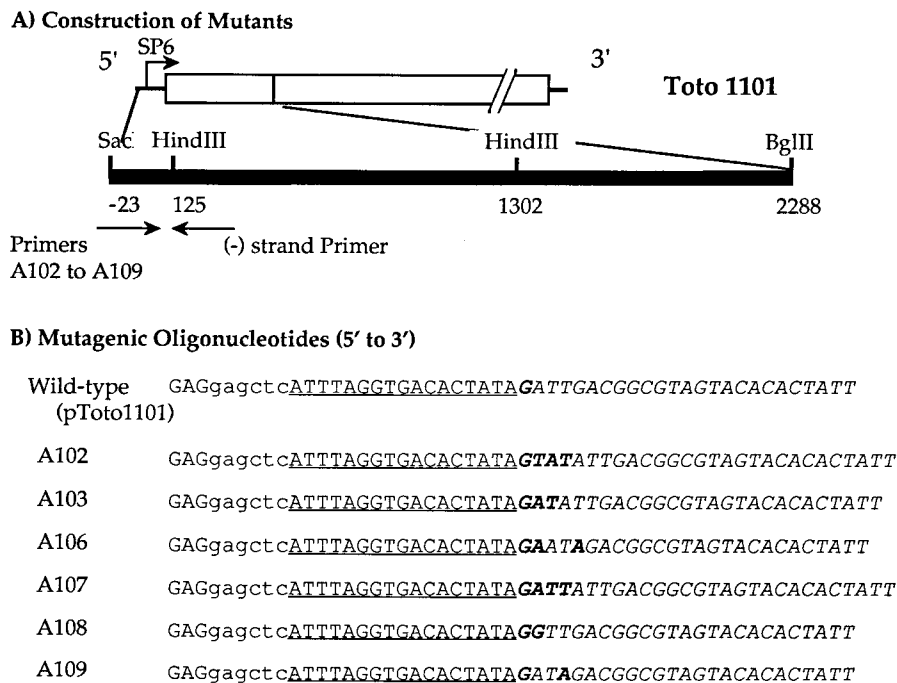 A) Construction of Mutants
5' SP6 3'
Toto 1101
SacI HindIII HindIII BglII
-23 125 1302 2288
Primers (-) strand Primer
A102 to A109
B) Mutagenic Oligonucleotides (5' to 3')
Wild-type GAGgagctcATTTAGGTGACACTATAGATTGACGGCGTAGTACACACTATT
(pToto1101)
A102 GAGgagctcATTTAGGTGACACTATAGTATATTGACGGCGTAGTACACACTATT
A103 GAGgagctcATTTAGGTGACACTATAGATATTGACGGCGTAGTACACACTATT
A106 GAGgagctcATTTAGGTGACACTATAGAATAGACGGCGTAGTACACACTATT
A107 GAGgagctcATTTAGGTGACACTATAGATTATTGACGGCGTAGTACACACTATT
A108 GAGgagctcATTTAGGTGACACTATAGGTTGACGGCGTAGTACACACTATT
A109 GAGgagctcATTTAGGTGACACTATAGATAGACGGCGTAGTACACACTATT